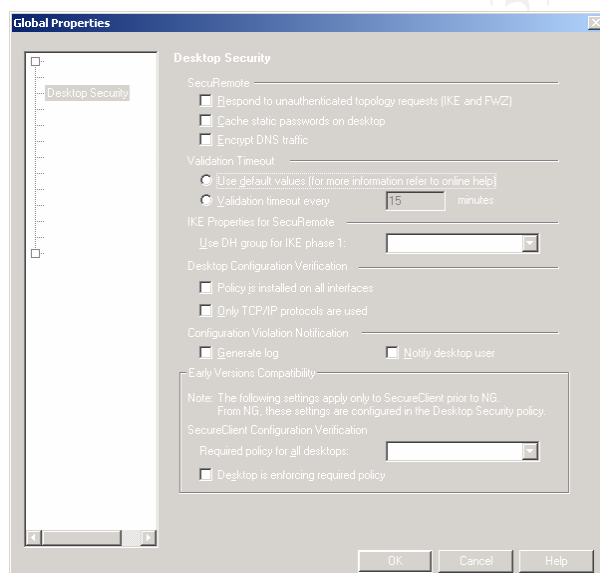 Global Properties
Desktop Security
Desktop Security
SecuRemote
Respond to unauthenticated topology requests (IKE and FWZ)
Cache static passwords on desktop
Encrypt DNS traffic
Validation Timeout
Use default values (for more information refer to online help)
Validation timeout every 15 minutes
IKE Properties for SecuRemote
Use DH group for IKE phase 1:
Desktop Configuration Verification
Policy is installed on all interfaces
Only TCP/IP protocols are used
Configuration Violation Notification
Generate log Notify desktop user
Early Versions Compatibility
Note: The following settings apply only to SecureClient prior to NG.
From NG, these settings are configured in the Desktop Security policy.
SecureClient Configuration Verification
Required policy for all desktops:
Desktop is enforcing required policy
OK Cancel Help